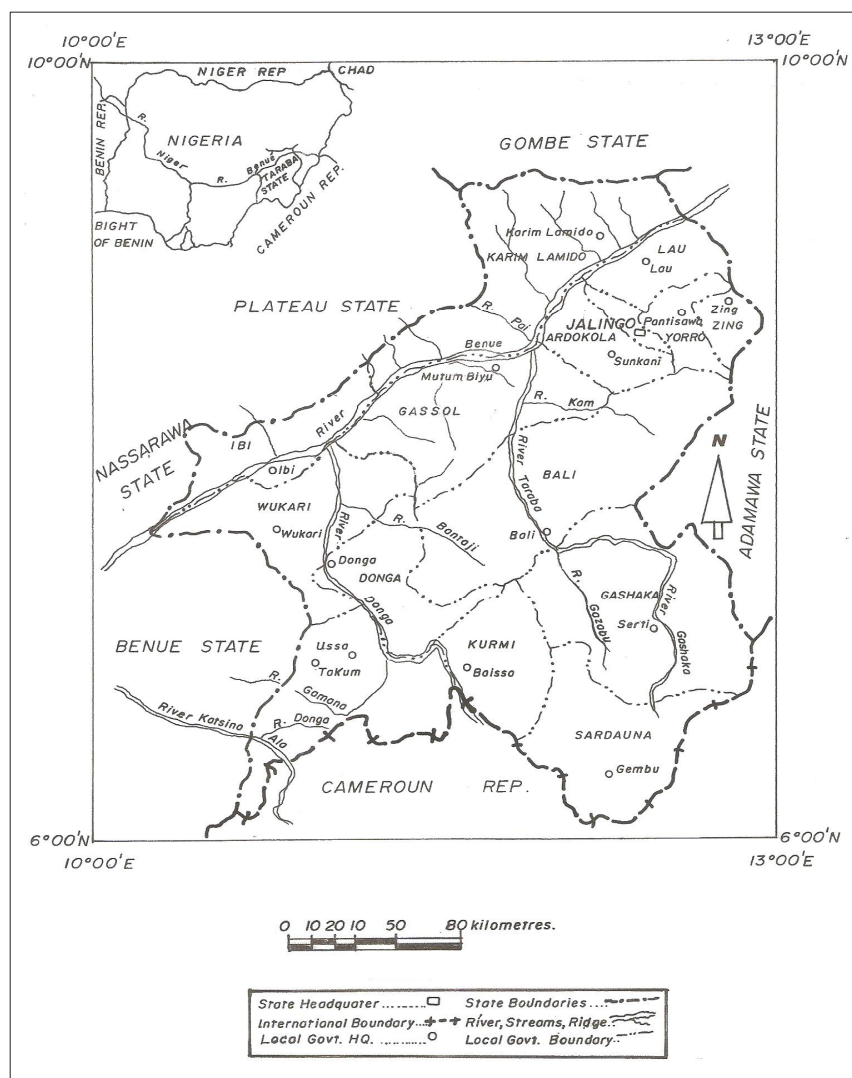 10°00'E
13°00'E
10°00'N
10°00'N
NIGER REP
CHAD
BENIN REP.
R.
Niger
NIGERIA
R.
Benue
TARABA
STATE
CAMEROUN REP.
BIGHT
OF BENIN
GOMBE STATE
Karim Lamido
KARIM LAMIDO
LAU
Lau
PLATEAU STATE
R.
Pai
JALINGO
Pantisawa
Zing
ZING
ARDOKOLA
YORRO
Sunkani
Benue
Mutum Biyu
GASSOL
R.
Kam
River
NASSARAWA
STATE
IBI
Ibi
River
Taraba
BALI
N
ADAMAWA STATE
WUKARI
Wukari
River
R.
Bantaji
Bali
Donga
DONGA
Donga
GASHAKA
River
R.
Gazabu
Serti
Gashaka
BENUE STATE
Ussa
Takum
KURMI
Baissa
R.
Gamana
River Katsina
Ala
R. Donga
SARDAUNA
Gembu
CAMEROUN REP.
6°00'N
6°00'N
10°00'E
13°00'E
0 10 20 10 50 80 kilometres.
State Headquater
State Boundaries
International Boundary
River, Streams, Ridge
Local Govt. HQ.
Local Govt. Boundary